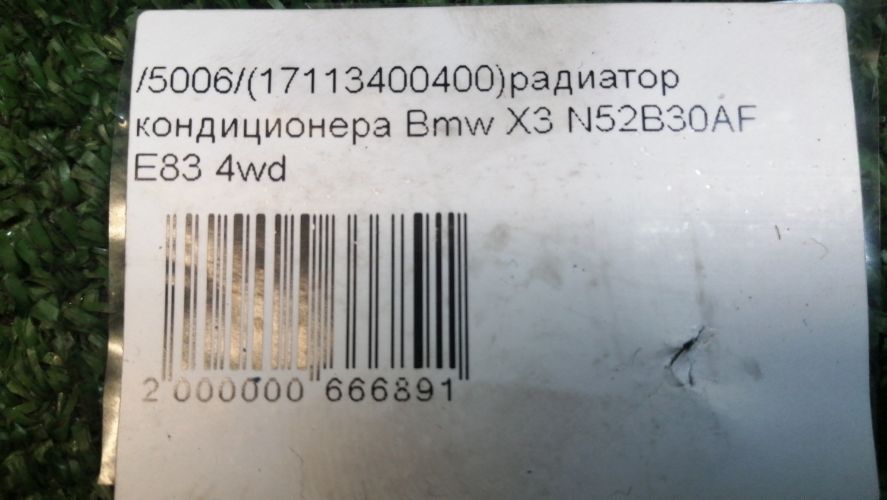 /5006/(17113400400)радиатор
кондиционера Bmw X3 N52B30AF
E83 4wd
2 000000 666891